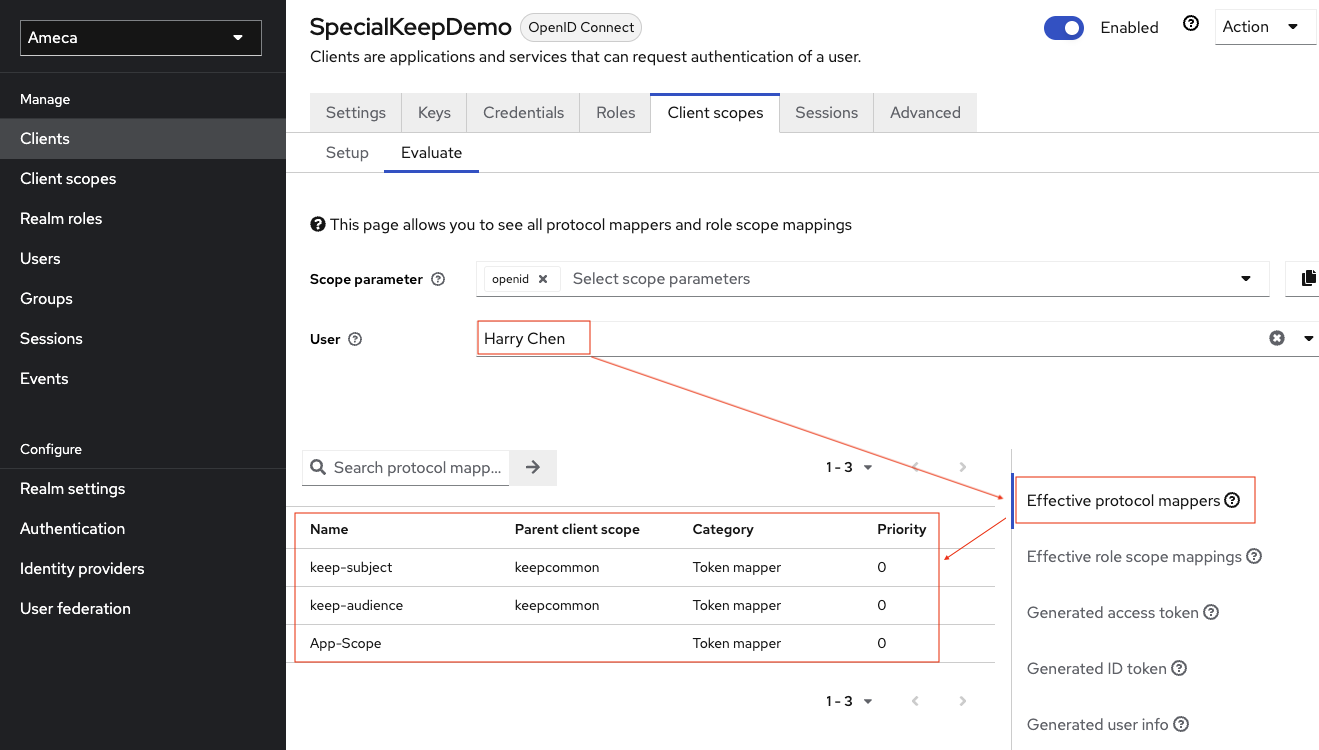 Ameca
Manage
Clients
Client scopes
Realm roles
Users
Groups
Sessions
Events
Configure
Realm settings
Authentication
Identity providers
User federation
SpecialKeepDemo OpenID Connect
Enabled
Action
Clients are applications and services that can request authentication of a user.
Settings Keys Credentials Roles Client scopes Sessions Advanced
Setup Evaluate
This page allows you to see all protocol mappers and role scope mappings
Scope parameter openid Select scope parameters
User Harry Chen
Search protocol mapp... 1 - 3
Name Parent client scope Category Priority
keep-subject keepcommon Token mapper 0
keep-audience keepcommon Token mapper 0
App-Scope Token mapper 0
1 - 3
Effective protocol mappers
Effective role scope mappings
Generated access token
Generated ID token
Generated user info